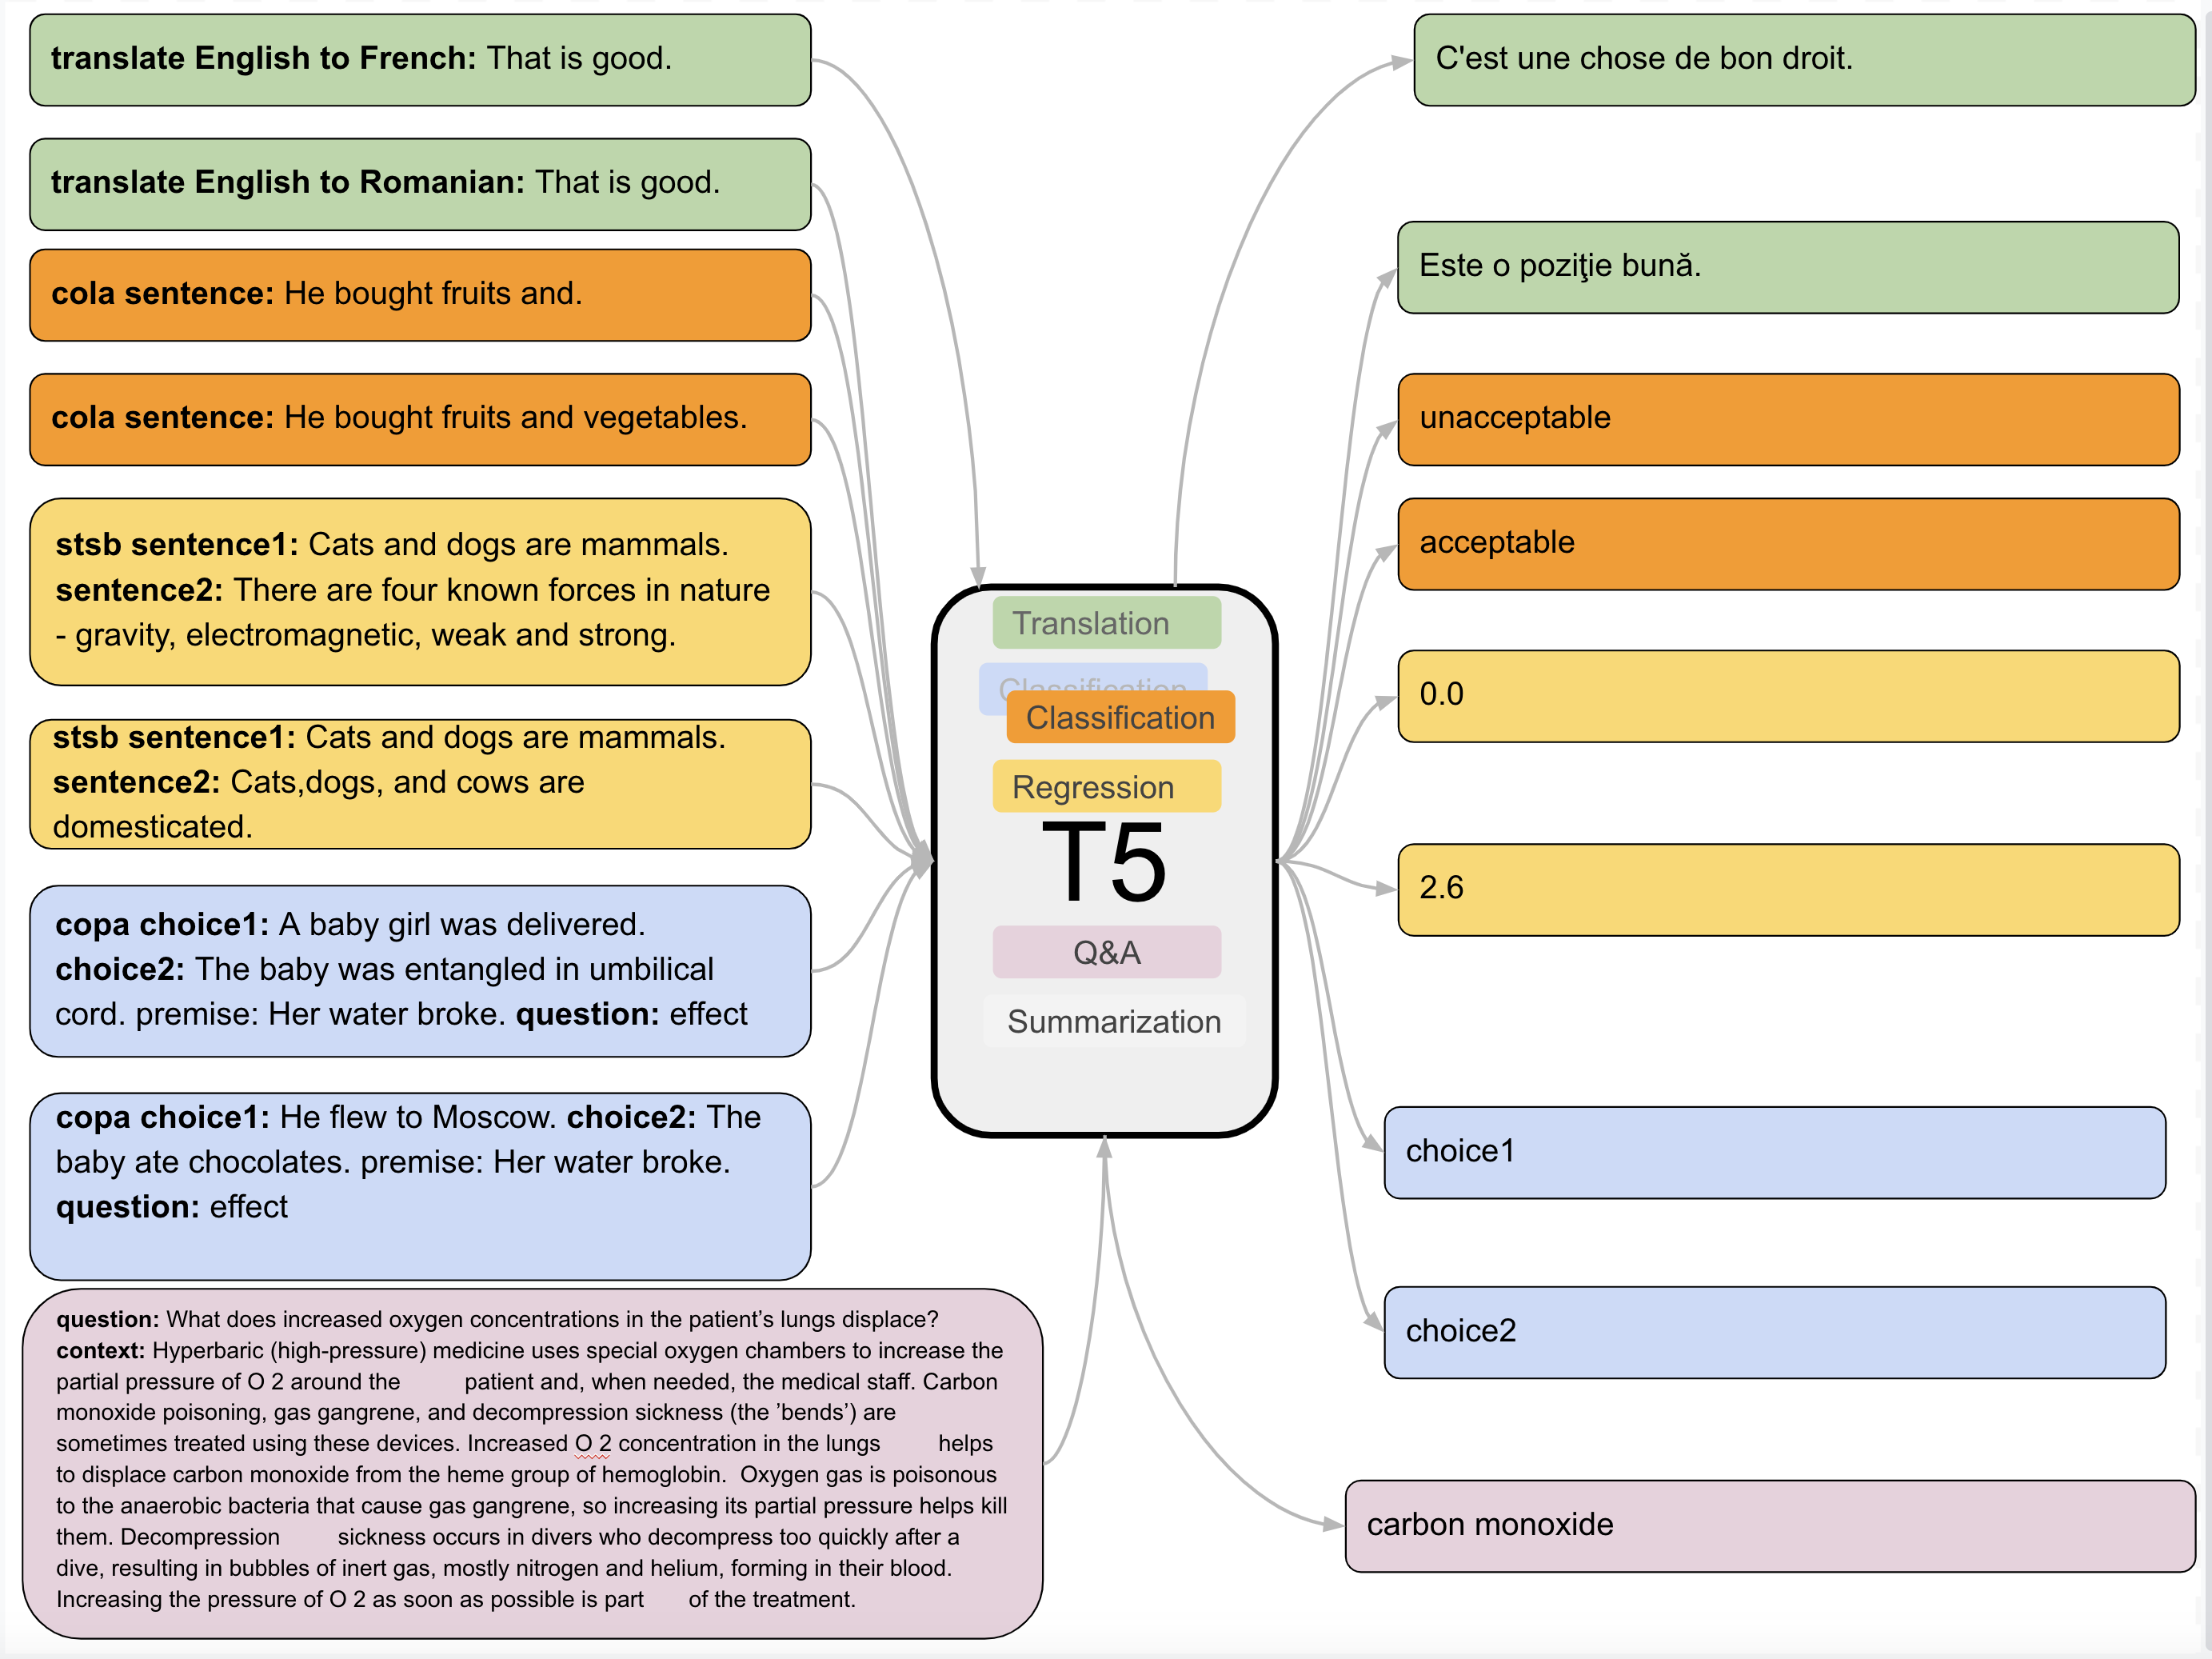 translate English to French: That is good.
translate English to Romanian: That is good.
cola sentence: He bought fruits and.
cola sentence: He bought fruits and vegetables.
stsb sentence1: Cats and dogs are mammals.
sentence2: There are four known forces in nature
- gravity, electromagnetic, weak and strong.
stsb sentence1: Cats and dogs are mammals.
sentence2: Cats,dogs, and cows are
domesticated.
copa choice1: A baby girl was delivered.
choice2: The baby was entangled in umbilical
cord. premise: Her water broke. question: effect
copa choice1: He flew to Moscow. choice2: The
baby ate chocolates. premise: Her water broke.
question: effect
question: What does increased oxygen concentrations in the patient’s lungs displace?
context: Hyperbaric (high-pressure) medicine uses special oxygen chambers to increase the
partial pressure of O 2 around the patient and, when needed, the medical staff. Carbon
monoxide poisoning, gas gangrene, and decompression sickness (the ’bends’) are
sometimes treated using these devices. Increased O 2 concentration in the lungs helps
to displace carbon monoxide from the heme group of hemoglobin. Oxygen gas is poisonous
to the anaerobic bacteria that cause gas gangrene, so increasing its partial pressure helps kill
them. Decompression sickness occurs in divers who decompress too quickly after a
dive, resulting in bubbles of inert gas, mostly nitrogen and helium, forming in their blood.
Increasing the pressure of O 2 as soon as possible is part of the treatment.
Translation
Classification
Classification
Regression
T5
Q&A
Summarization
C'est une chose de bon droit.
Este o poziţie bună.
unacceptable
acceptable
0.0
2.6
choice1
choice2
carbon monoxide